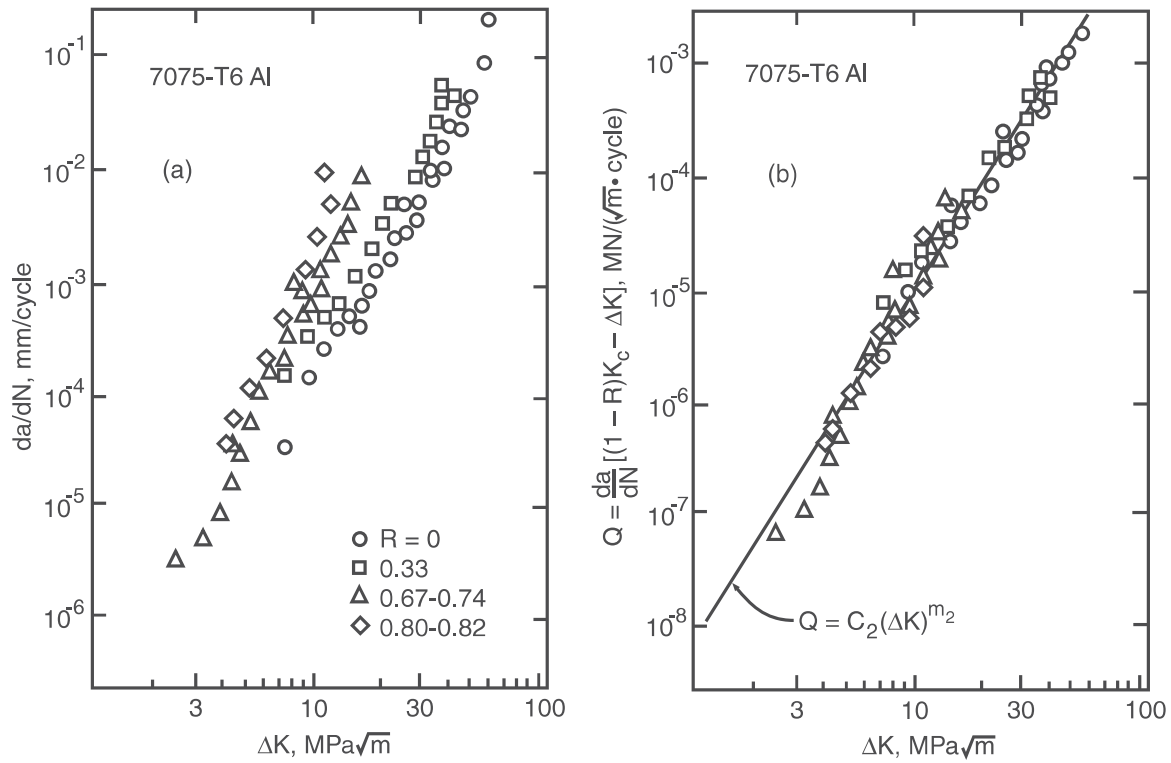 da/dN, mm/cycle
10⁻¹
10⁻²
10⁻³
10⁻⁴
10⁻⁵
10⁻⁶
7075-T6 Al
(a)
R = 0
0.33
0.67-0.74
0.80-0.82
3
10
30
100
ΔK, MPa√m
Q = da/dN [(1 – R)K_c – ΔK], MN/(√m • cycle)
10⁻³
10⁻⁴
10⁻⁵
10⁻⁶
10⁻⁷
10⁻⁸
7075-T6 Al
(b)
Q = C₂(ΔK)^m₂
3
10
30
100
ΔK, MPa√m